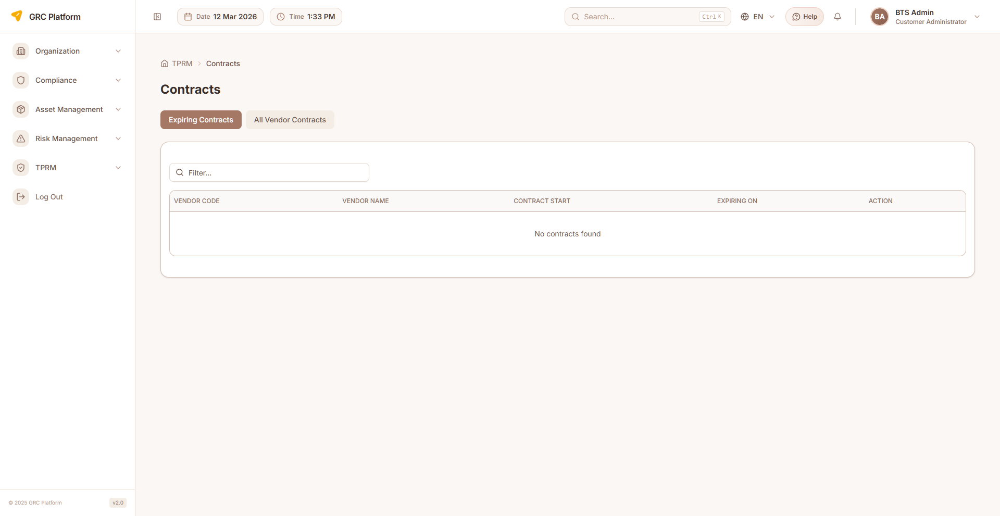 GRC Platform
Date 12 Mar 2026
Time 1:33 PM
Search...
Ctrl K
EN
Help
BA
BTS Admin
Customer Administrator
Organization
Compliance
Asset Management
Risk Management
TPRM
Log Out
© 2025 GRC Platform
v2.0
TPRM
Contracts
Contracts
Expiring Contracts
All Vendor Contracts
Filter...
VENDOR CODE VENDOR NAME CONTRACT START EXPIRING ON ACTION
No contracts found